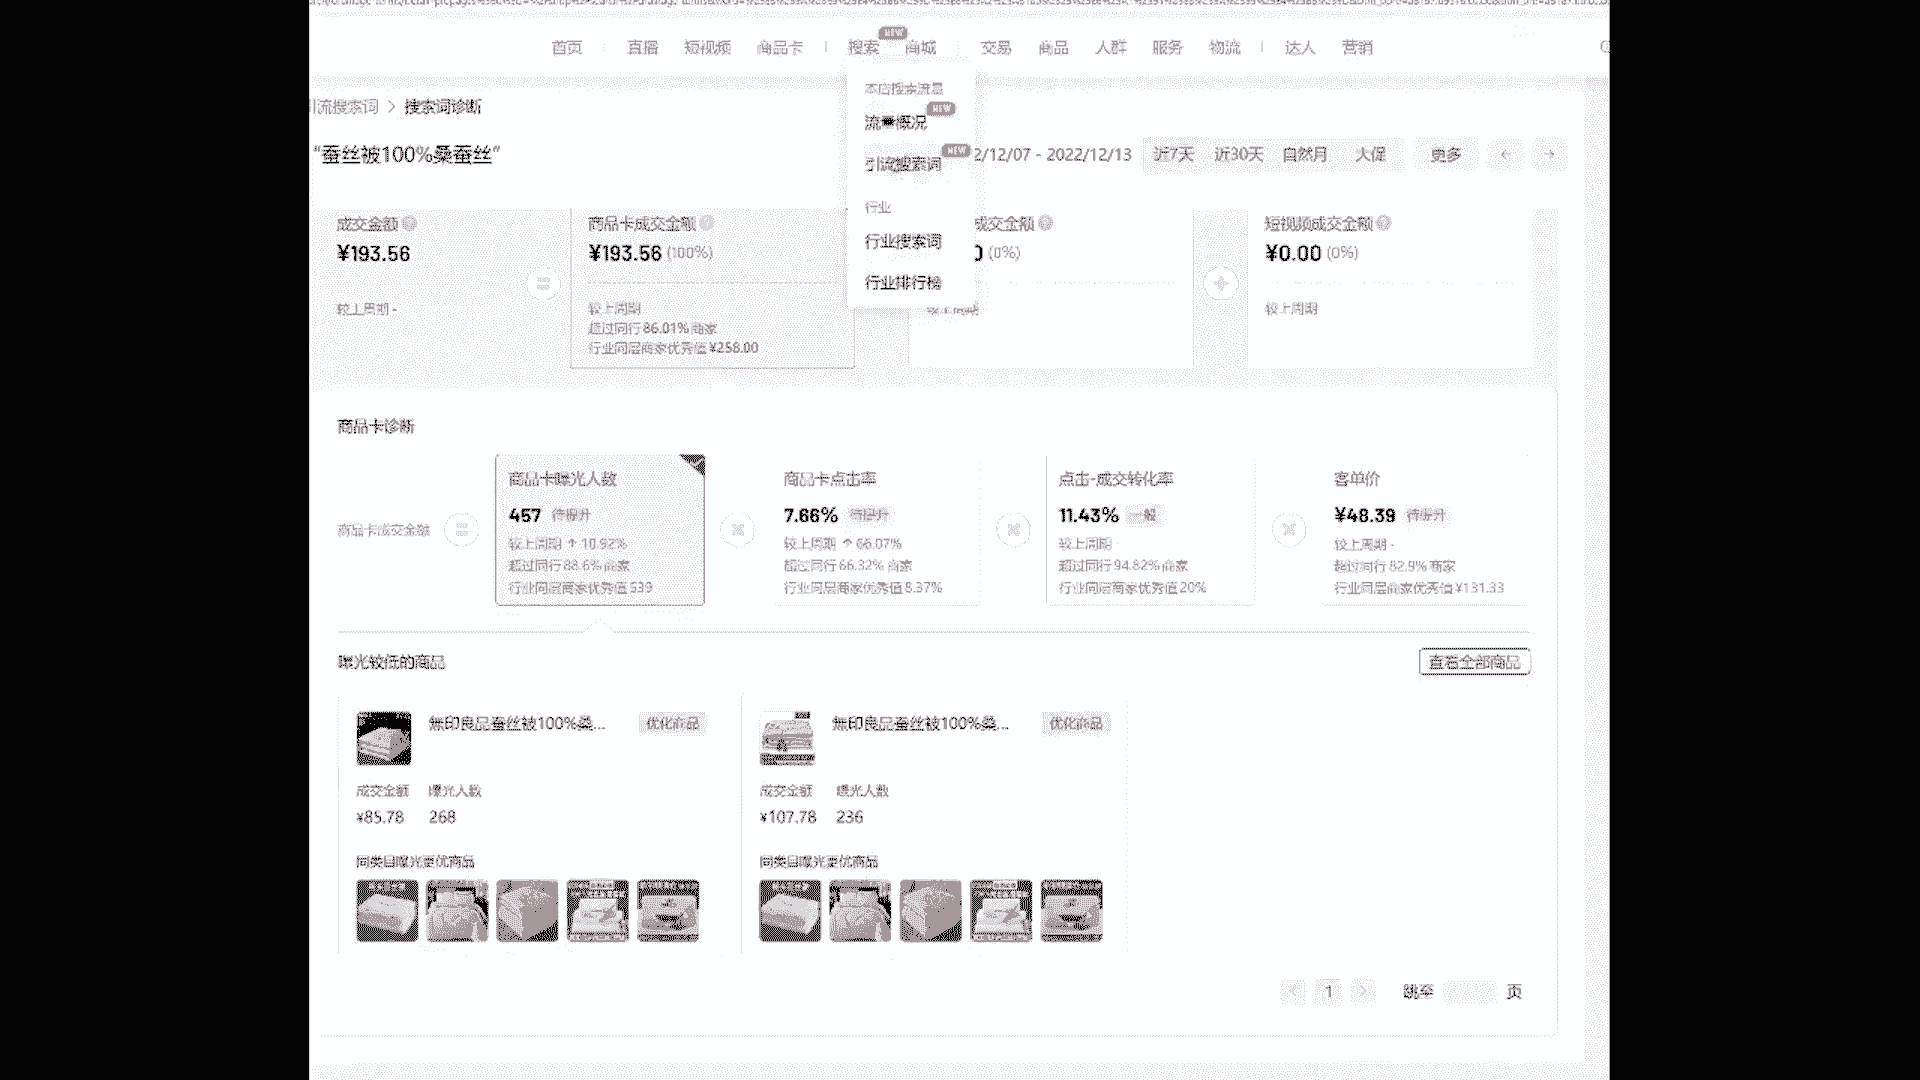 首页 直播 短视频 商品卡 搜索 NEW 商城 交易 商品 人群 服务 物流 达人 营销
本店搜索流量
流量概况 NEW
引流搜索词 NEW
行业
行业搜索词
行业排行榜
引流搜索词 > 搜索词诊断
“蚕丝被100%桑蚕丝”
2/12/07 - 2022/12/13 近7天 近30天 自然月 大促 更多
成交金额
¥193.56
较上周期 -
商品卡成交金额
¥193.56 (100%)
较上周期
超过同行 86.01% 商家
行业同层商家优秀值 ¥258.00
成交金额
0 (0%)
较上周期
短视频成交金额
¥0.00 (0%)
较上周期
商品卡诊断
商品卡成交金额
商品卡曝光人数
457 待提升
较上周期 ↑ 10.92%
超过同行 88.6% 商家
行业同层商家优秀值 539
商品卡点击率
7.66% 待提升
较上周期 ↑ 66.07%
超过同行 66.32% 商家
行业同层商家优秀值 8.37%
点击-成交转化率
11.43% 一般
较上周期
超过同行 94.82% 商家
行业同层商家优秀值 20%
客单价
¥48.39 待提升
较上周期 -
超过同行 82.9% 商家
行业同层商家优秀值 ¥131.33
曝光较低的商品 查看全部商品
無印良品蚕丝被100%桑... 优化商品
成交金额 曝光人数
¥85.78 268
同类目曝光更优商品
無印良品蚕丝被100%桑... 优化商品
成交金额 曝光人数
¥107.78 236
同类目曝光更优商品
< 1 > 跳至 页